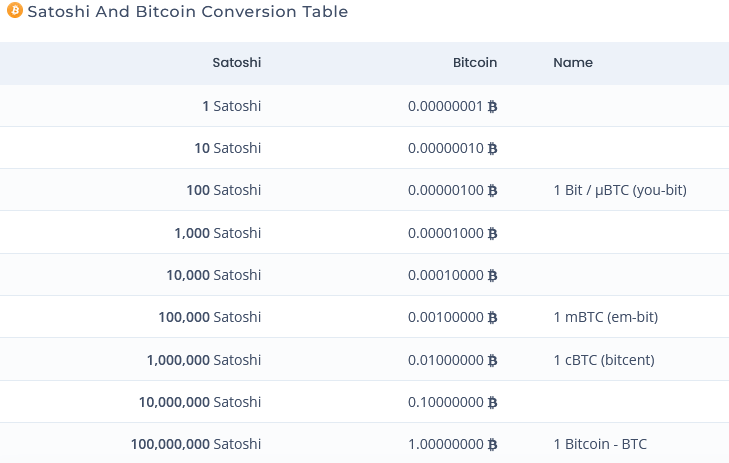 Satoshi And Bitcoin Conversion Table
Satoshi Bitcoin Name
1 Satoshi 0.00000001 ₿
10 Satoshi 0.00000010 ₿
100 Satoshi 0.00000100 ₿ 1 Bit / μBTC (you-bit)
1,000 Satoshi 0.00001000 ₿
10,000 Satoshi 0.00010000 ₿
100,000 Satoshi 0.00100000 ₿ 1 mBTC (em-bit)
1,000,000 Satoshi 0.01000000 ₿ 1 cBTC (bitcent)
10,000,000 Satoshi 0.10000000 ₿
100,000,000 Satoshi 1.00000000 ₿ 1 Bitcoin - BTC